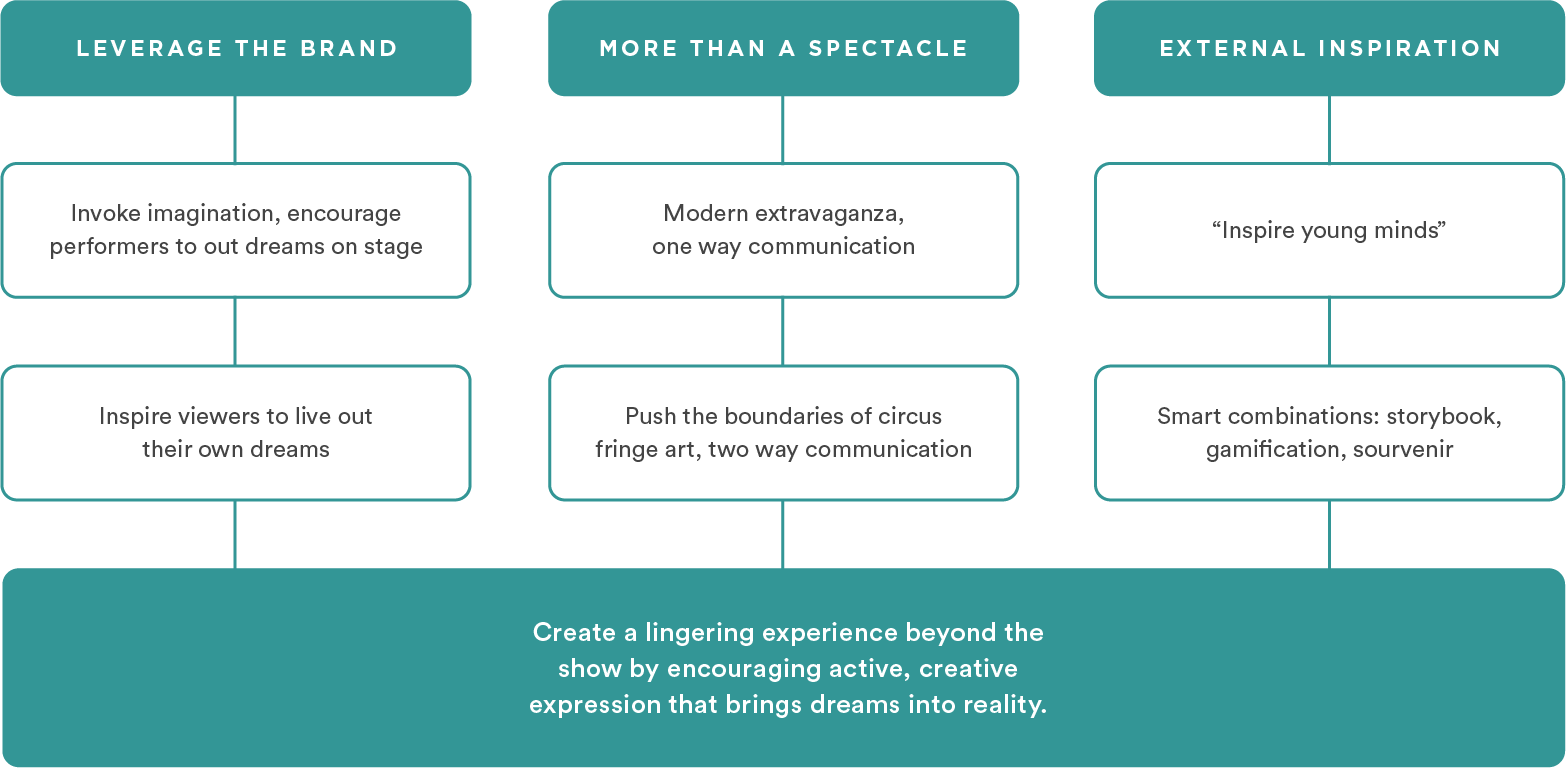 LEVERAGE THE BRAND
MORE THAN A SPECTACLE
EXTERNAL INSPIRATION
Invoke imagination, encourage
performers to out dreams on stage
Modern extravaganza,
one way communication
“Inspire young minds”
Inspire viewers to live out
their own dreams
Push the boundaries of circus
fringe art, two way communication
Smart combinations: storybook,
gamification, sourvenir
Create a lingering experience beyond the
show by encouraging active, creative
expression that brings dreams into reality.